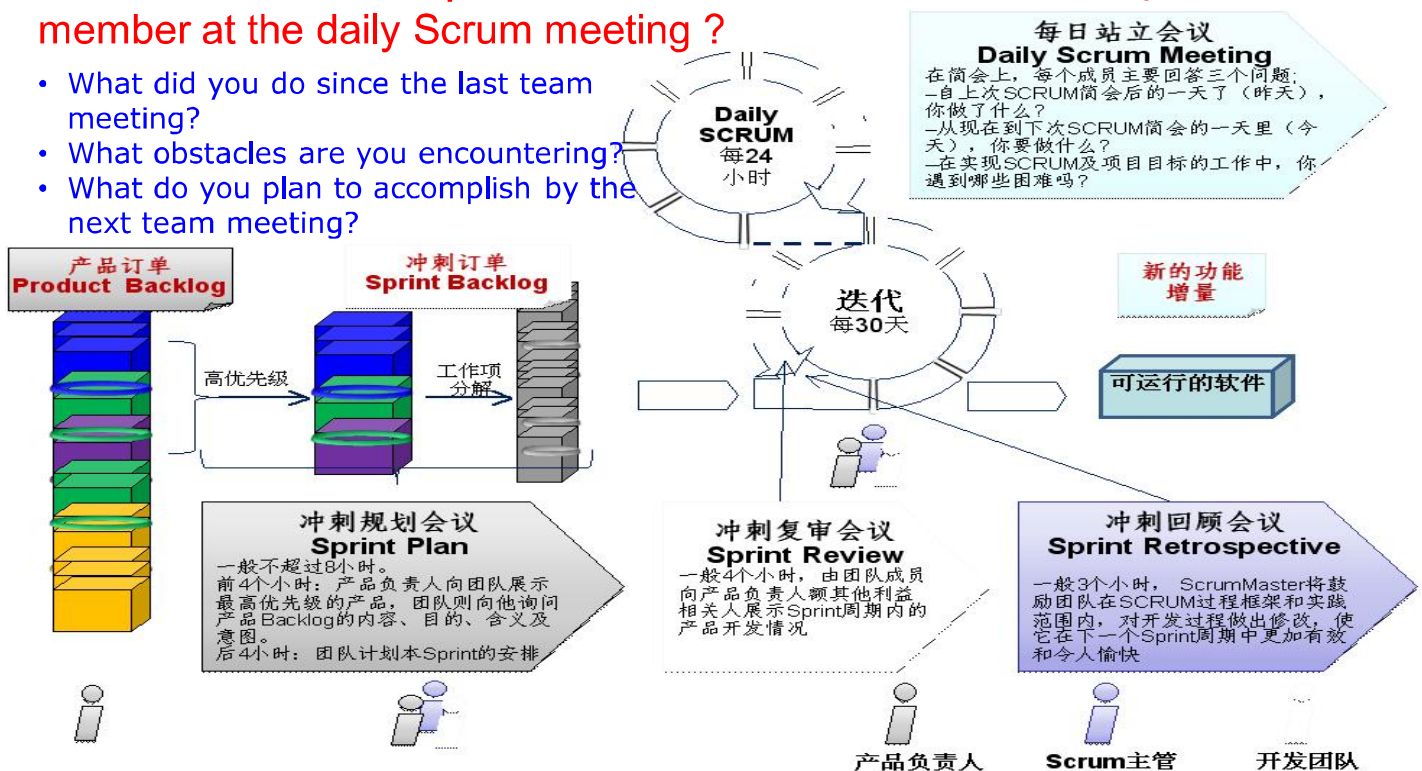 member at the daily Scrum meeting ?
• What did you do since the last team
meeting?
• What obstacles are you encountering?
• What do you plan to accomplish by the
next team meeting?
每日站立会议
Daily Scrum Meeting
在简会上，每个成员主要回答三个问题:
–自上次SCRUM简会后的一天了（昨天），
你做了什么？
–从现在到下次SCRUM简会的一天里（今
天），你要做什么？
–在实现SCRUM及项目目标的工作中，你
遇到哪些困难吗？
Daily
SCRUM
每24
小时
产品订单
Product Backlog
冲刺订单
Sprint Backlog
迭代
每30天
新的功能
增量
高优先级
工作项
分解
可运行的软件
冲刺规划会议
Sprint Plan
一般不超过8小时。
前4个小时：产品负责人向团队展示
最高优先级的产品，团队则向他询问
产品Backlog的内容、目的、含义及
意图。
后4小时：团队计划本Sprint的安排
冲刺复审会议
Sprint Review
一般4个小时，由团队成员
向产品负责人额其他利益
相关人展示Sprint周期内的
产品开发情况
冲刺回顾会议
Sprint Retrospective
一般3个小时， ScrumMaster将鼓
励团队在SCRUM过程框架和实践
范围内，对开发过程做出修改，使
它在下一个Sprint周期中更加有效
和令人愉快
产品负责人
Scrum主管
开发团队